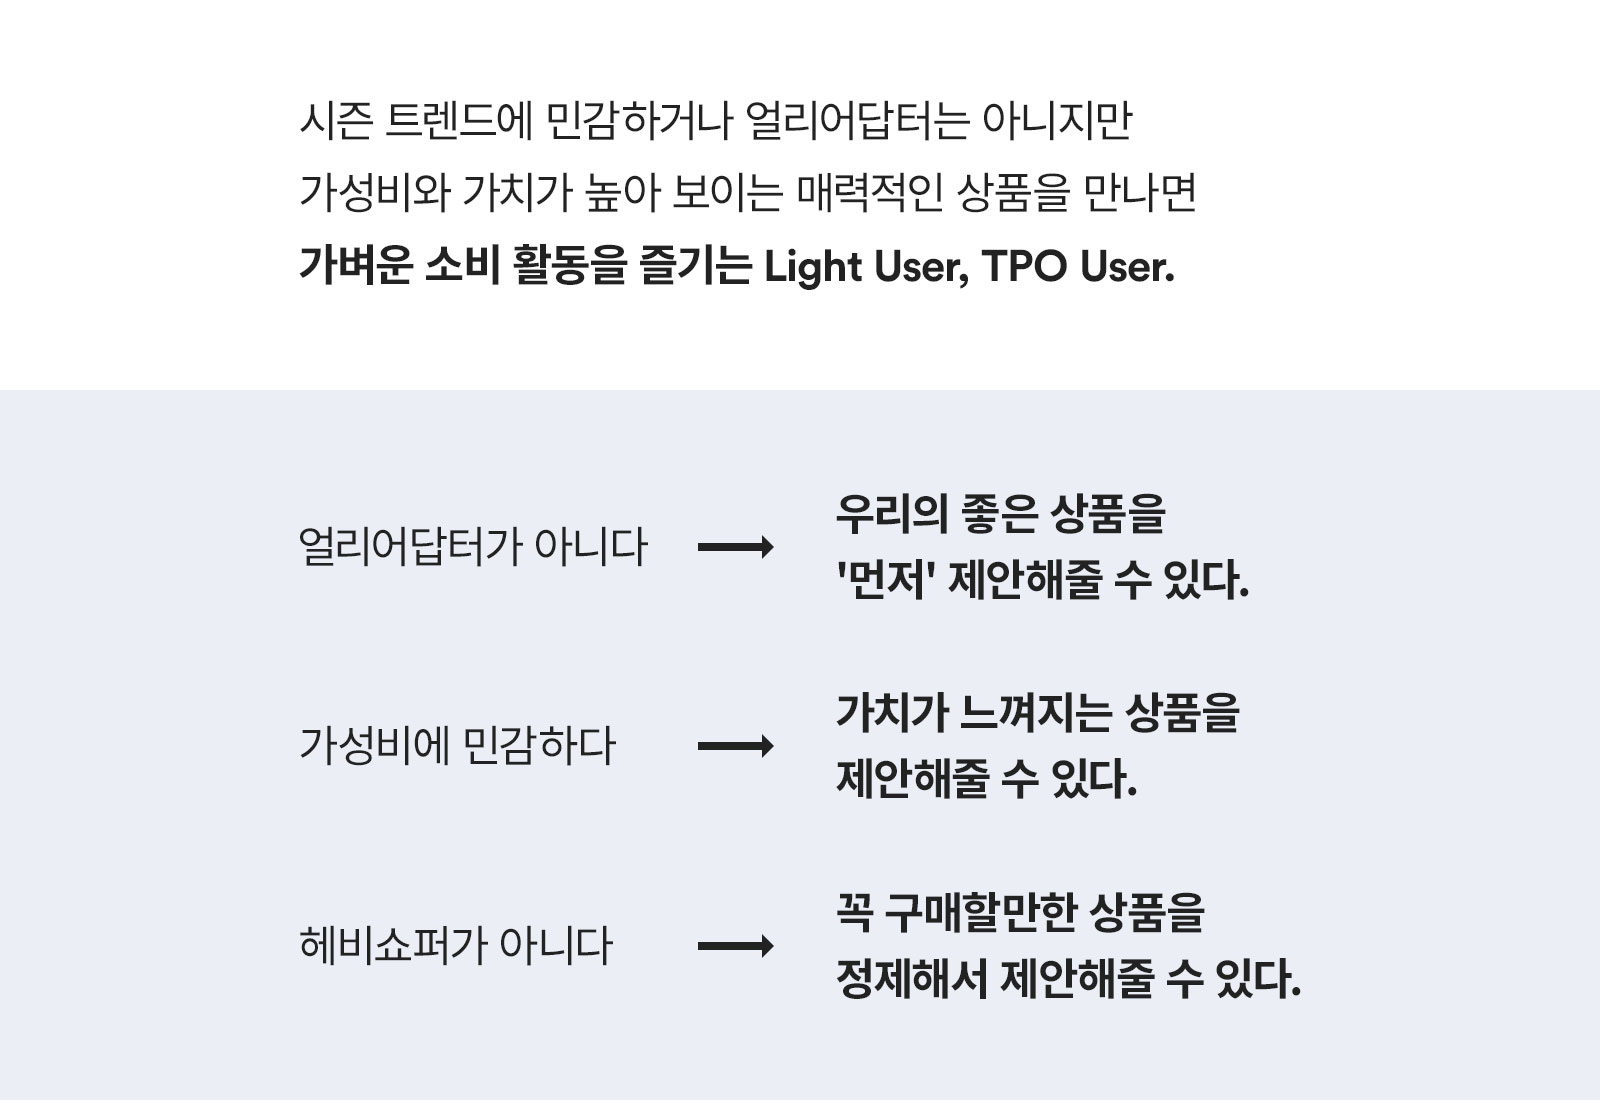 시즌 트렌드에 민감하거나 얼리어답터는 아니지만
가성비와 가치가 높아 보이는 매력적인 상품을 만나면
가벼운 소비 활동을 즐기는 Light User, TPO User.
얼리어답터가 아니다
우리의 좋은 상품을
'먼저' 제안해줄 수 있다.
가성비에 민감하다
가치가 느껴지는 상품을
제안해줄 수 있다.
헤비쇼퍼가 아니다
꼭 구매할만한 상품을
정제해서 제안해줄 수 있다.